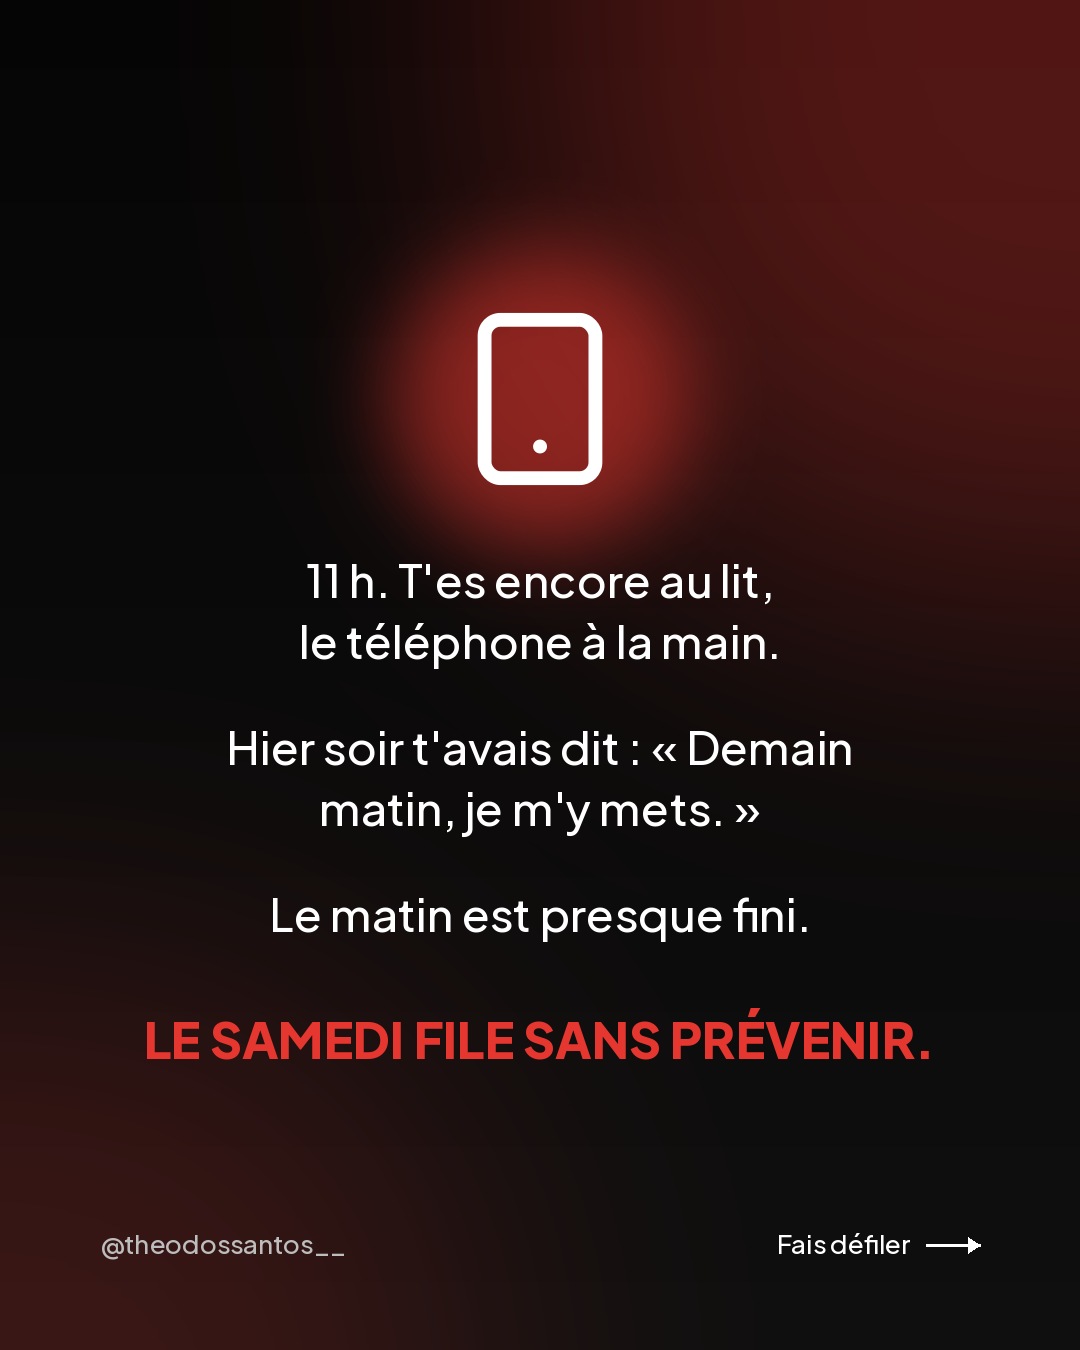 11 h. T'es encore au lit,
le téléphone à la main.
Hier soir t'avais dit : « Demain
matin, je m'y mets. »
Le matin est presque fini.
LE SAMEDI FILE SANS PRÉVENIR.
@theodossantos__
Fais défiler